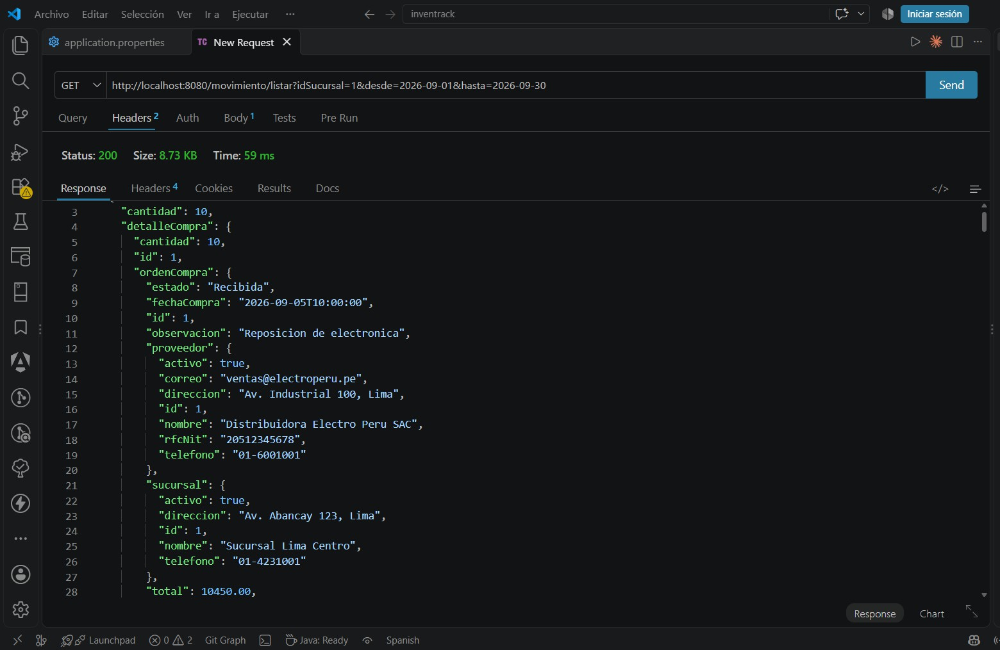 Archivo Editar Selección Ver Ir a Ejecutar ··· inventrack Iniciar sesión
application.properties TC New Request
GET http://localhost:8080/movimiento/listar?idSucursal=1&desde=2026-09-01&hasta=2026-09-30 Send
Query Headers 2 Auth Body 1 Tests Pre Run
Status: 200 Size: 8.73 KB Time: 59 ms
Response Headers 4 Cookies Results Docs </>
3 "cantidad": 10,
4 "detalleCompra": {
5 "cantidad": 10,
6 "id": 1,
7 "ordenCompra": {
8 "estado": "Recibida",
9 "fechaCompra": "2026-09-05T10:00:00",
10 "id": 1,
11 "observacion": "Reposicion de electronica",
12 "proveedor": {
13 "activo": true,
14 "correo": "ventas@electroperu.pe",
15 "direccion": "Av. Industrial 100, Lima",
16 "id": 1,
17 "nombre": "Distribuidora Electro Peru SAC",
18 "rfcNit": "20512345678",
19 "telefono": "01-6001001"
20 },
21 "sucursal": {
22 "activo": true,
23 "direccion": "Av. Abancay 123, Lima",
24 "id": 1,
25 "nombre": "Sucursal Lima Centro",
26 "telefono": "01-4231001"
27 },
28 "total": 10450.00,
Response Chart
Launchpad 0 2 Git Graph Java: Ready Spanish